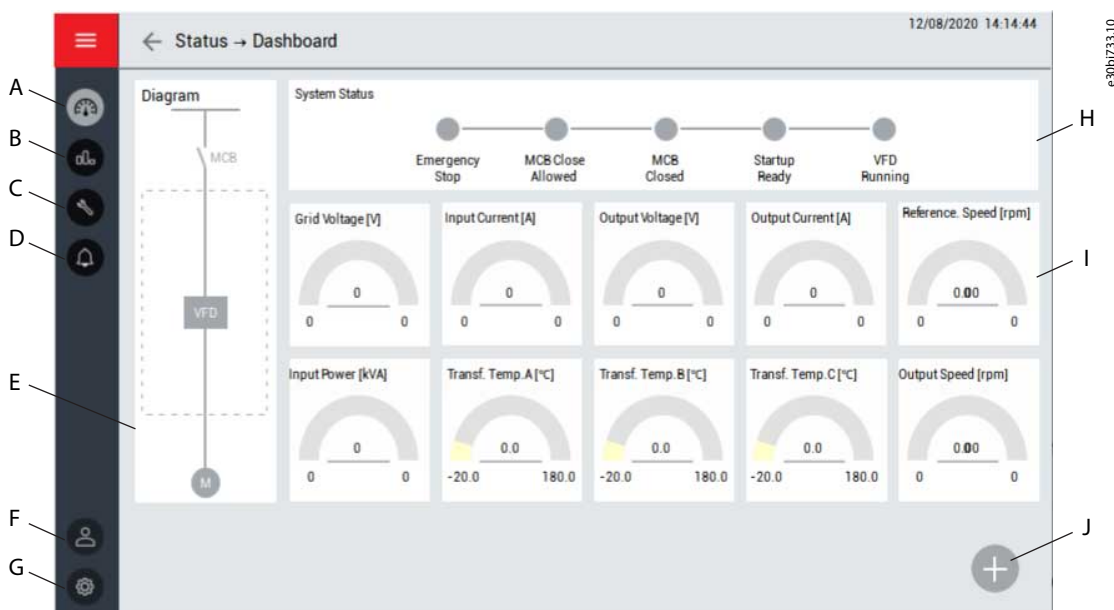 12/08/2020 14:14:44
← Status → Dashboard
e30bj733.10
A
B
C
D
E
F
G
H
I
J
Diagram
MCB
VFD
M
System Status
Emergency Stop
MCB Close Allowed
MCB Closed
Startup Ready
VFD Running
Grid Voltage [V]
0
0 0
Input Current [A]
0
0 0
Output Voltage [V]
0
0 0
Output Current [A]
0
0 0
Reference. Speed [rpm]
0.00
0 0
Input Power [kVA]
0
0 0
Transf. Temp.A [°C]
0.0
-20.0 180.0
Transf. Temp.B [°C]
0.0
-20.0 180.0
Transf. Temp.C [°C]
0.0
-20.0 180.0
Output Speed [rpm]
0.00
0 0